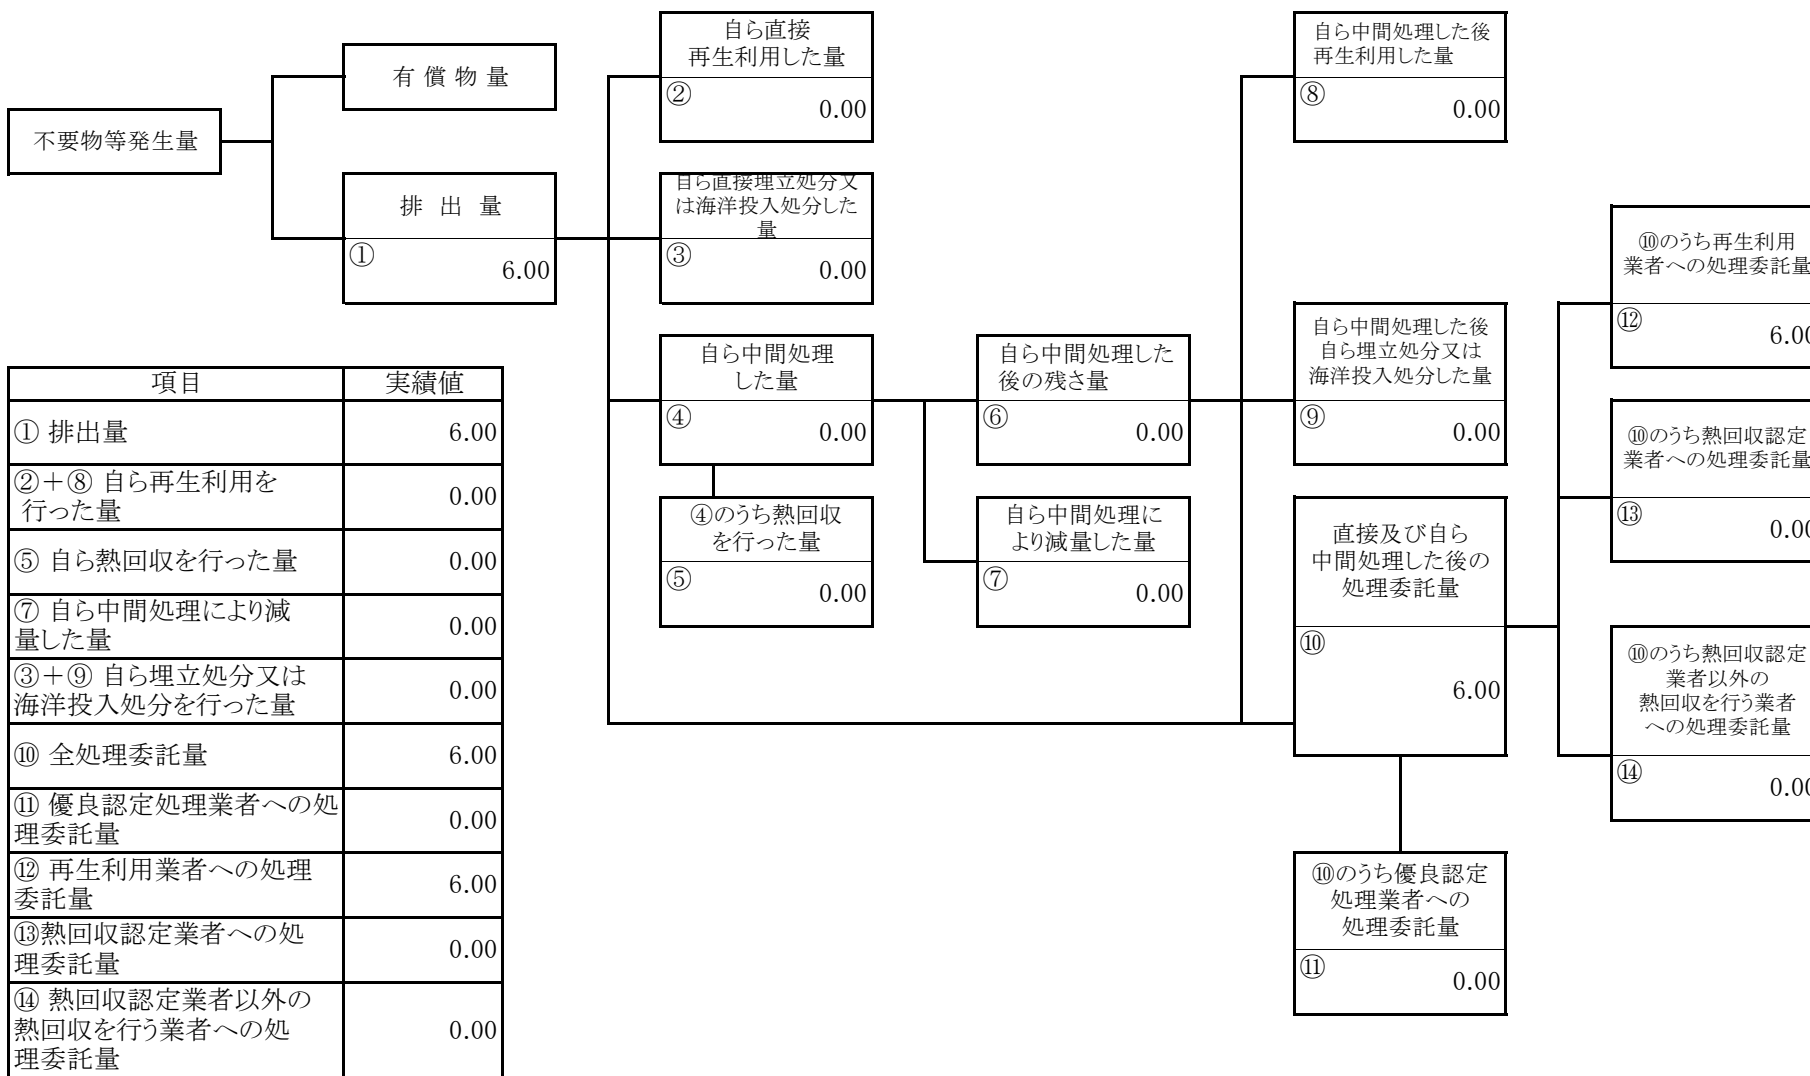 不要物等発生量
有 償 物 量
排 出 量
①
6.00
自ら直接
再生利用した量
②
0.00
自ら直接埋立処分又
は海洋投入処分した
量
③
0.00
自ら中間処理
した量
④
0.00
④のうち熱回収
を行った量
⑤
0.00
自ら中間処理した
後の残さ量
⑥
0.00
自ら中間処理に
より減量した量
⑦
0.00
自ら中間処理した後
再生利用した量
⑧
0.00
自ら中間処理した後
自ら埋立処分又は
海洋投入処分した量
⑨
0.00
直接及び自ら
中間処理した後の
処理委託量
⑩
6.00
⑩のうち優良認定
処理業者への
処理委託量
⑪
0.00
⑩のうち再生利用
業者への処理委託量
⑫
6.00
⑩のうち熱回収認定
業者への処理委託量
⑬
0.00
⑩のうち熱回収認定
業者以外の
熱回収を行う業者
への処理委託量
⑭
0.00
項目 実績値
① 排出量 6.00
②＋⑧ 自ら再生利用を
行った量 0.00
⑤ 自ら熱回収を行った量 0.00
⑦ 自ら中間処理により減
量した量 0.00
③＋⑨ 自ら埋立処分又は
海洋投入処分を行った量 0.00
⑩ 全処理委託量 6.00
⑪ 優良認定処理業者への処
理委託量 0.00
⑫ 再生利用業者への処理
委託量 6.00
⑬熱回収認定業者への処
理委託量 0.00
⑭ 熱回収認定業者以外の
熱回収を行う業者への処
理委託量 0.00